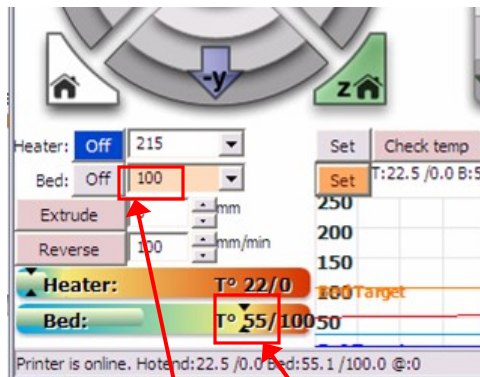 -y
z
Heater: Off 215 Set Check temp
Bed: Off 100 Set T:22.5 /0.0 B:5
Extrude mm
Reverse 100 mm/min
250
200
150
Heater: T° 22/0
Bed Target
Bed: T° 55/100
50
Printer is online. Hotend:22.5 /0.0 Bed:55.1 /100.0 @:0